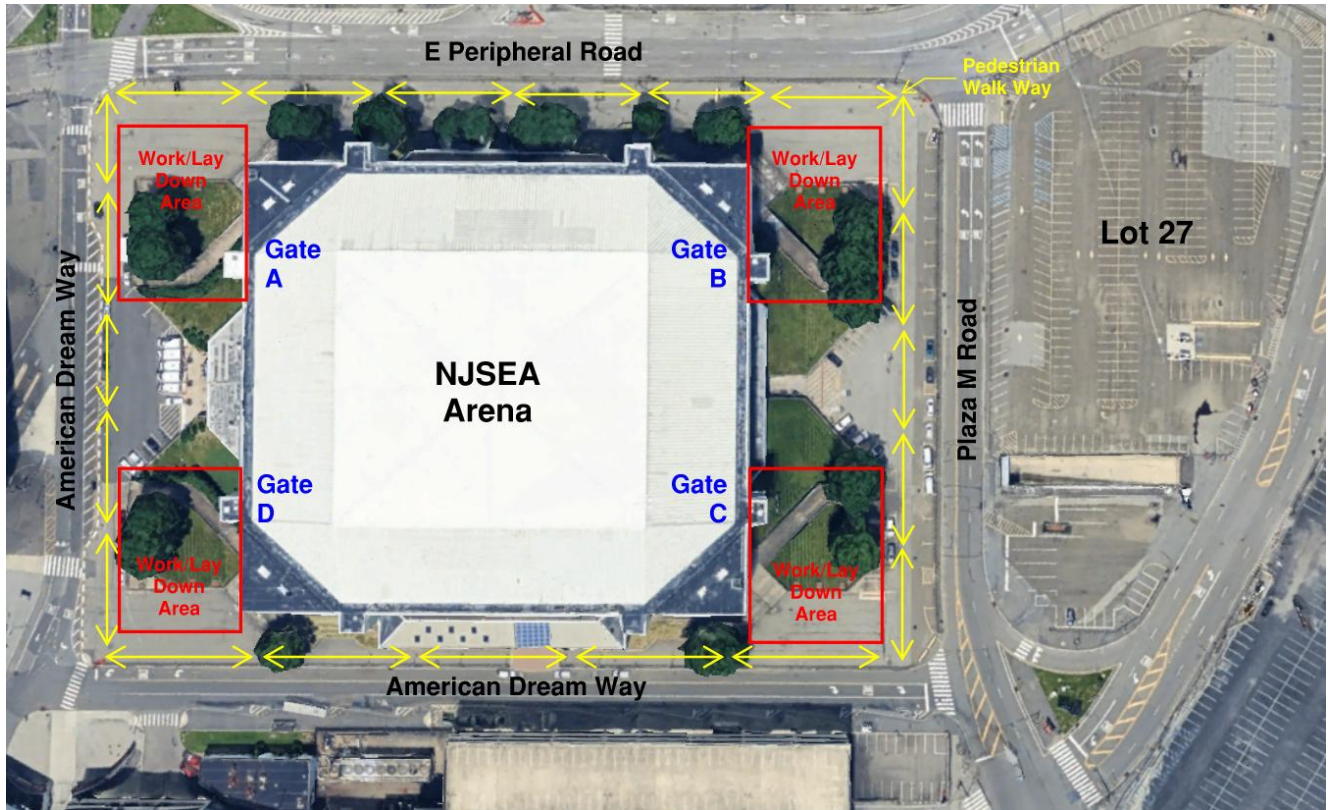 E Peripheral Road
Pedestrian
Walk Way
Work/Lay
Down
Area
Work/Lay
Down
Area
Gate
A
Gate
B
Lot 27
American Dream Way
NJSEA
Arena
Plaza M Road
Gate
D
Gate
C
Work/Lay
Down
Area
Work/Lay
Down
Area
American Dream Way